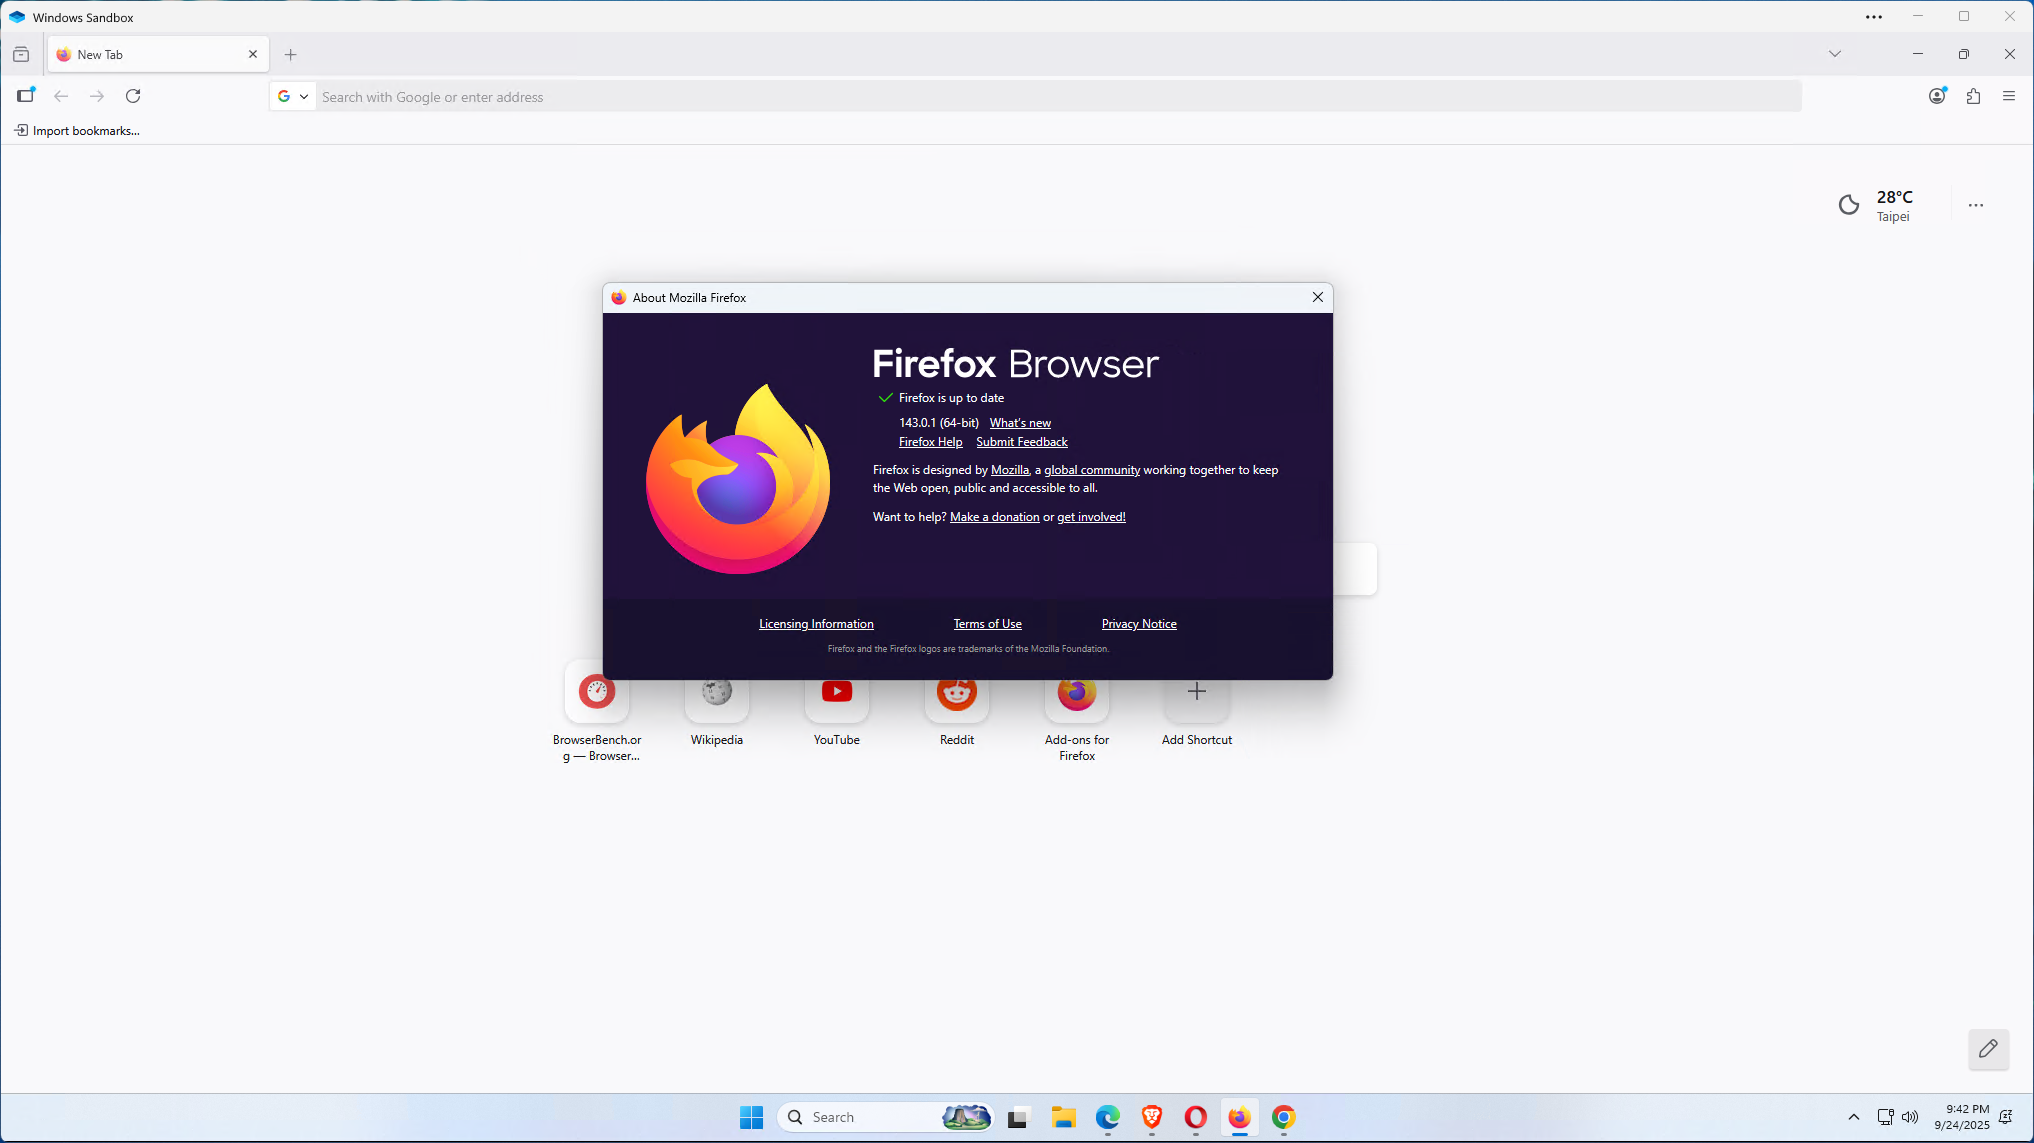 Windows Sandbox
New Tab
Search with Google or enter address
Import bookmarks...
28°C
Taipei
About Mozilla Firefox
Firefox Browser
Firefox is up to date
143.0.1 (64-bit) What's new
Firefox Help Submit Feedback
Firefox is designed by Mozilla, a global community working together to keep
the Web open, public and accessible to all.
Want to help? Make a donation or get involved!
Licensing Information Terms of Use Privacy Notice
Firefox and the Firefox logos are trademarks of the Mozilla Foundation.
BrowserBench.or
g — Browser...
Wikipedia
YouTube
Reddit
Add-ons for
Firefox
Add Shortcut
Search
9:42 PM
9/24/2025